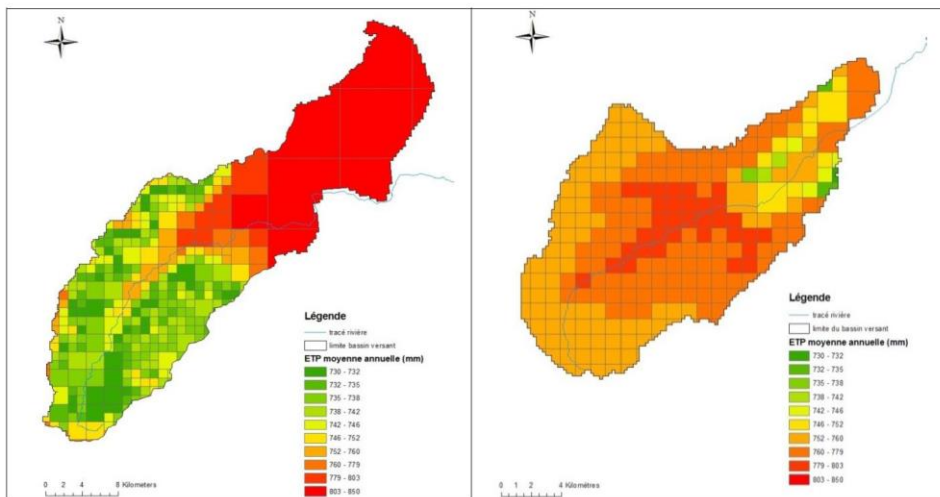 N
Légende
tracé rivière
limite bassin versant
ETP moyenne annuelle (mm)
730 - 732
732 - 735
735 - 738
738 - 742
742 - 746
746 - 752
752 - 760
760 - 779
779 - 803
803 - 850
0 2 4 8 Kilometers
N
Légende
tracé rivière
limite du bassin versant
ETP moyenne annuelle (mm)
730 - 732
732 - 735
735 - 738
738 - 742
742 - 746
746 - 752
752 - 760
760 - 779
779 - 803
803 - 850
0 1 2 4 Kilomètres